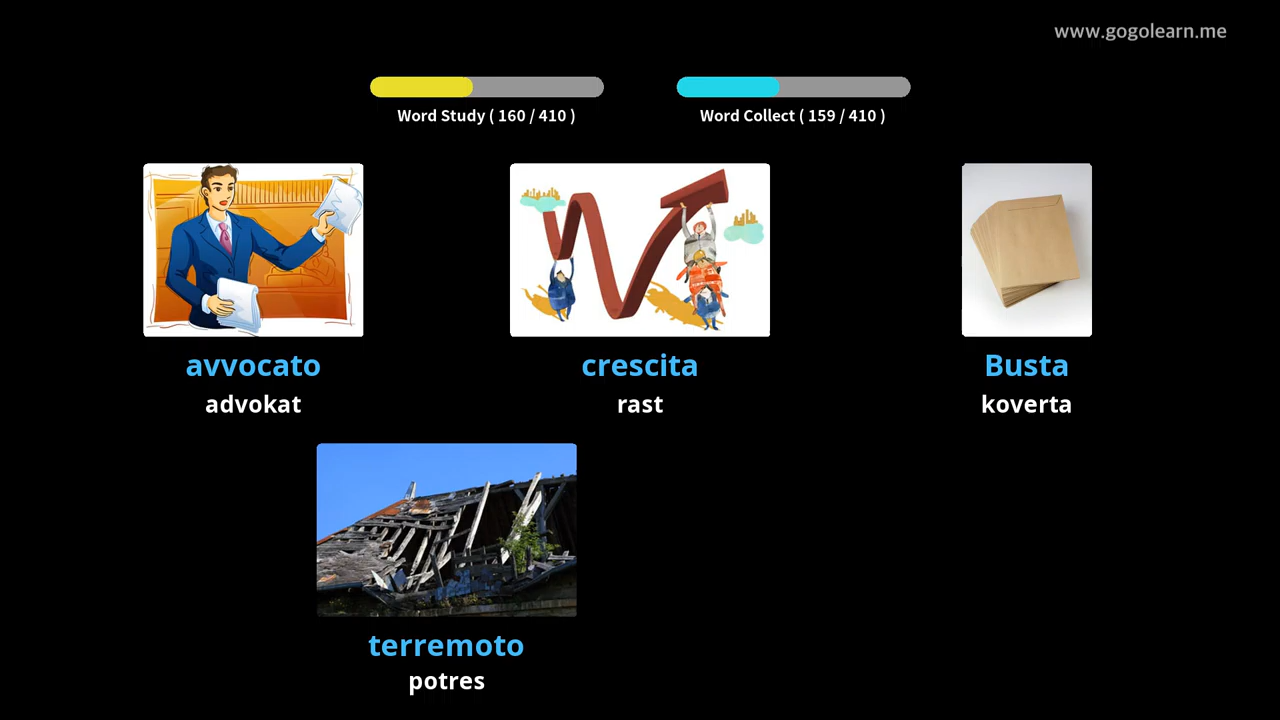 www.gogolearn.me
Word Study ( 160 / 410 )
Word Collect ( 159 / 410 )
avvocato
advokat
crescita
rast
Busta
koverta
terremoto
potres